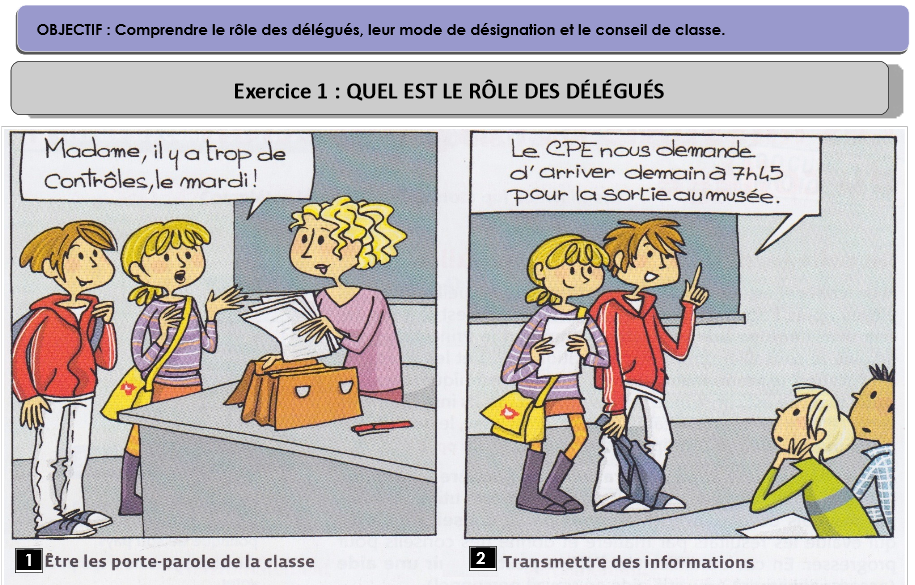 OBJECTIF : Comprendre le rôle des délégués, leur mode de désignation et le conseil de classe.
Exercice 1 : QUEL EST LE RÔLE DES DÉLÉGUÉS
Madame, il y a trop de
contrôles, le mardi !
Le CPE nous demande
d'arriver demain à 7h45
pour la sortie au musée.
1 Être les porte-parole de la classe
2 Transmettre des informations